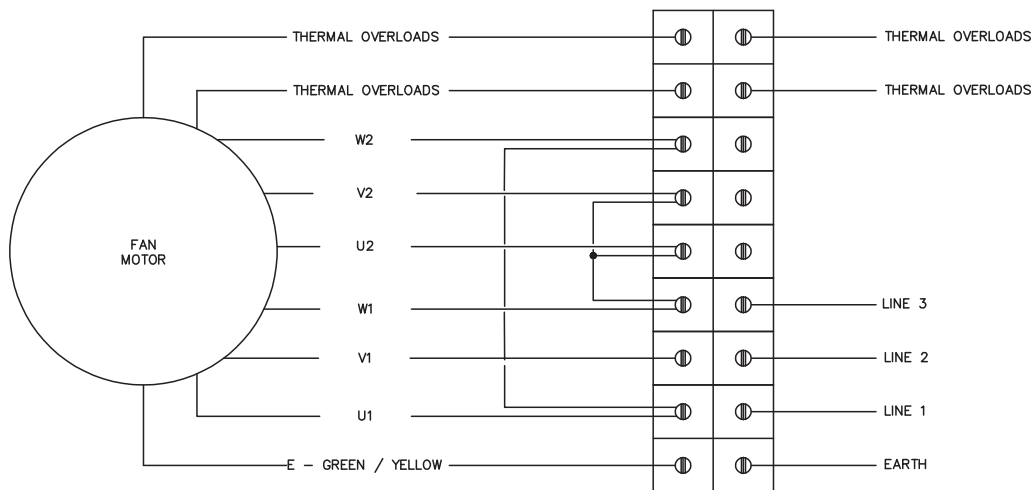 THERMAL OVERLOADS
THERMAL OVERLOADS
THERMAL OVERLOADS
THERMAL OVERLOADS
W2
V2
FAN
MOTOR
U2
W1
LINE 3
V1
LINE 2
U1
LINE 1
E - GREEN / YELLOW
EARTH